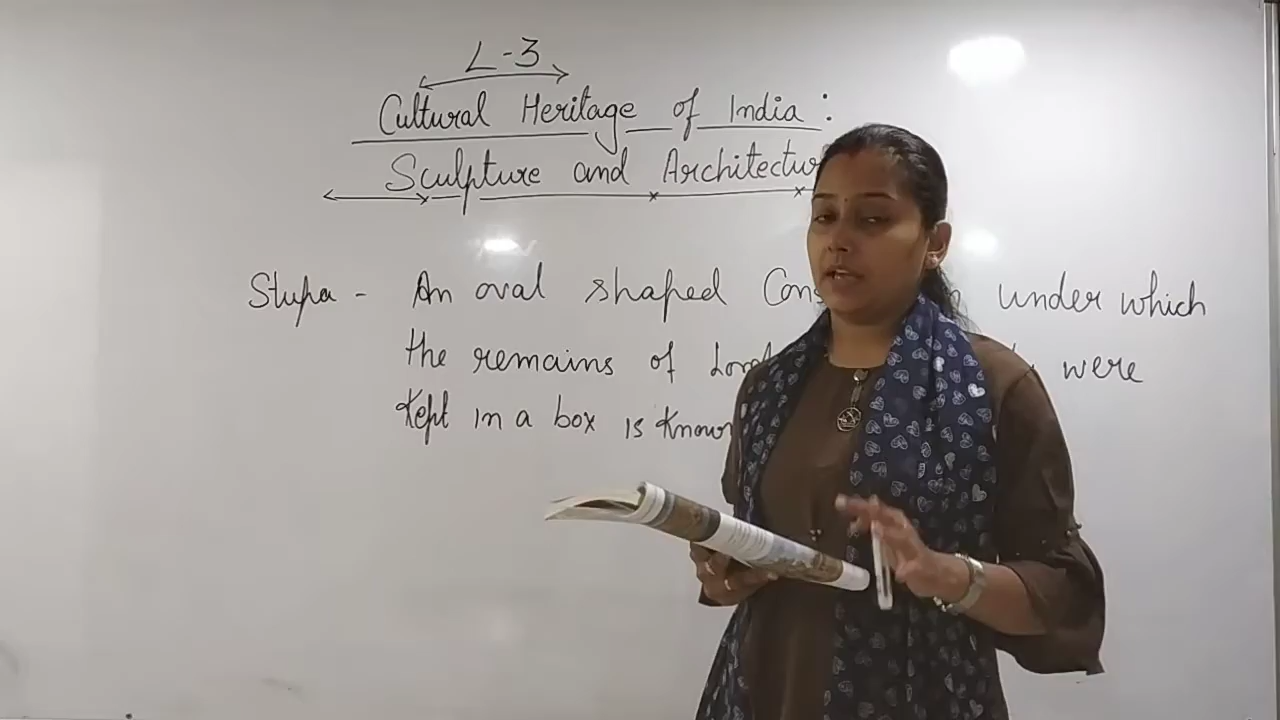 L-3
Cultural Heritage of India :
Sculpture and Architectur
Stupa - An oval shaped Cons under which
the remains of Lord were
Kept in a box is Known